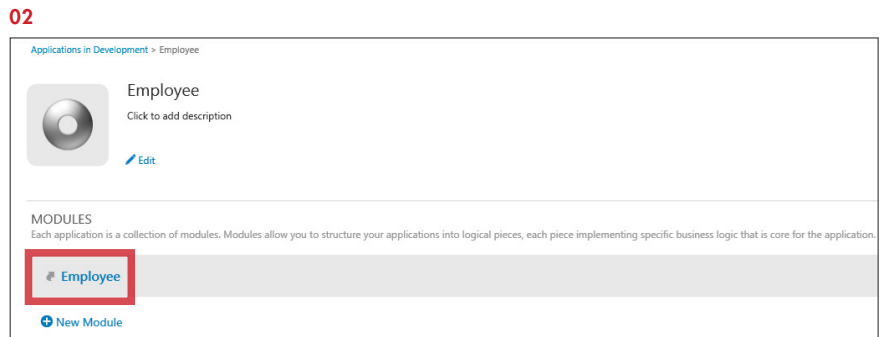 02
Applications in Development > Employee
Employee
Click to add description
Edit
MODULES
Each application is a collection of modules. Modules allow you to structure your applications into logical pieces, each piece implementing specific business logic that is core for the application.
Employee
New Module